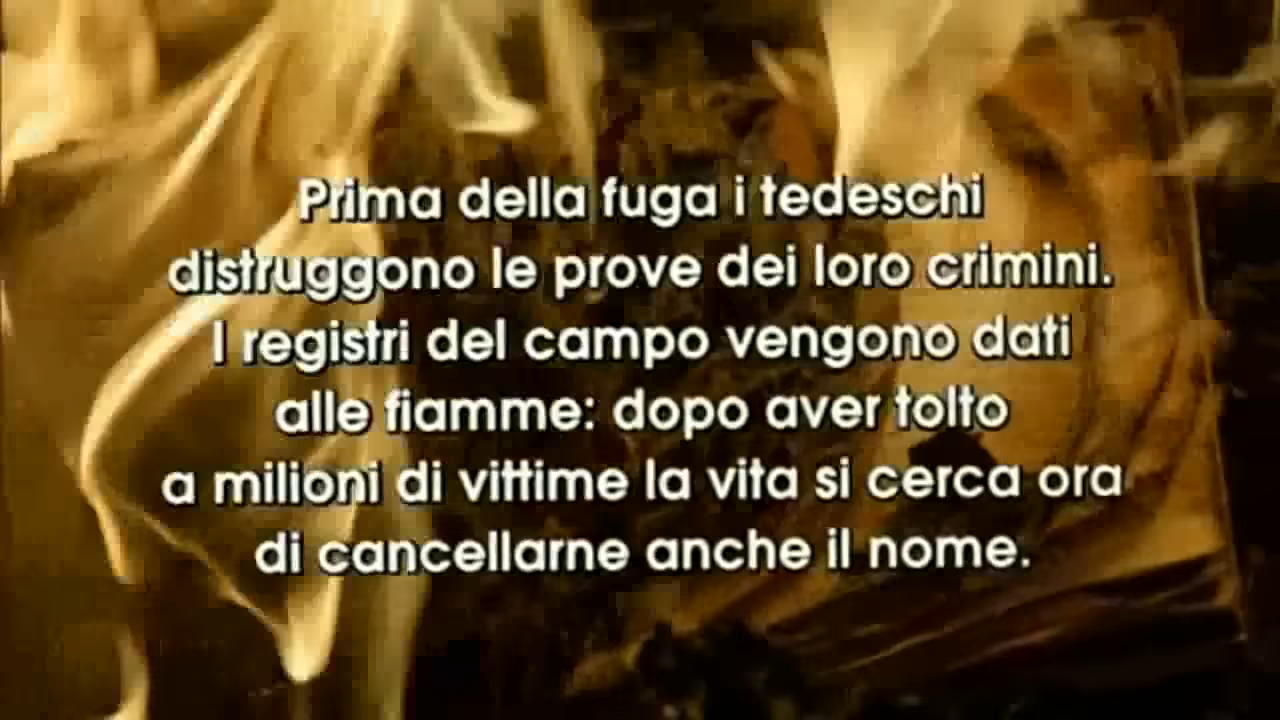 Prima della fuga i tedeschi
distruggono le prove dei loro crimini.
I registri del campo vengono dati
alle fiamme: dopo aver tolto
a milioni di vittime la vita si cerca ora
di cancellarne anche il nome.